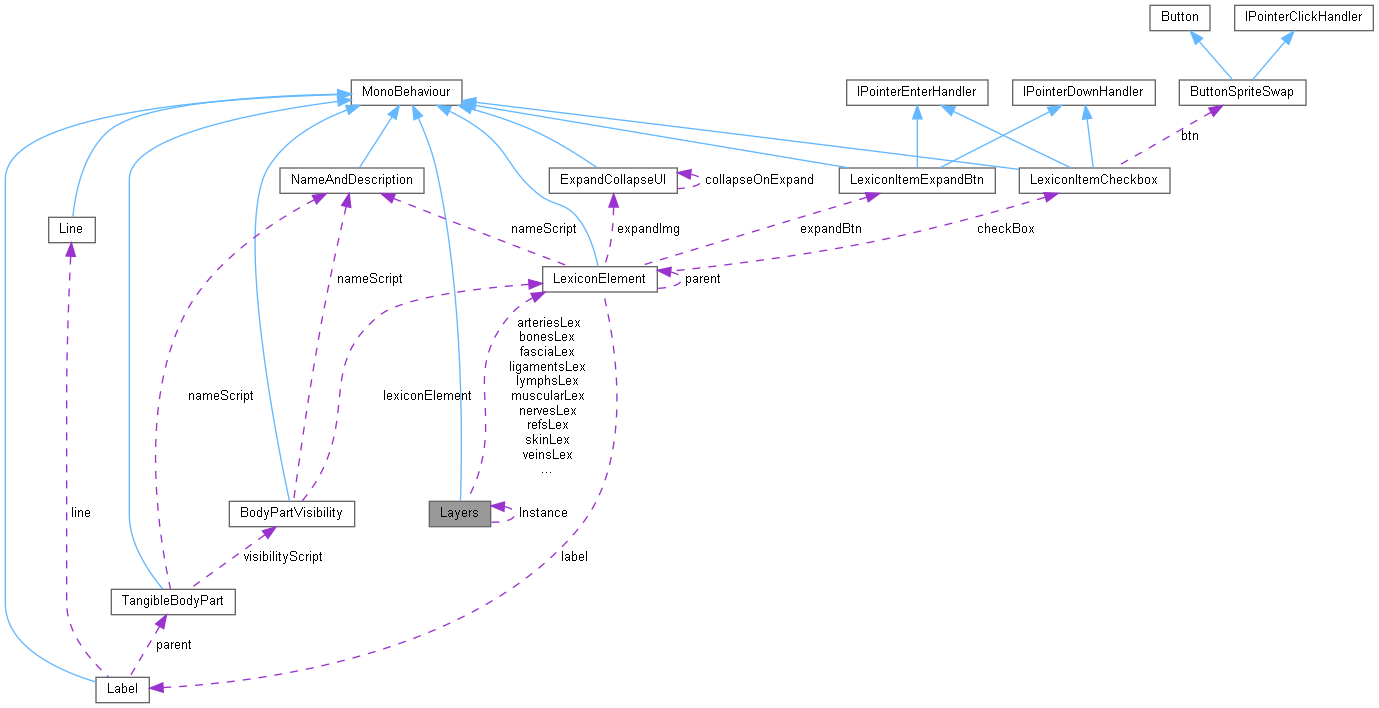 Button
IPointerClickHandler
MonoBehaviour
IPointerEnterHandler
IPointerDownHandler
ButtonSpriteSwap
btn
NameAndDescription
ExpandCollapseUI
collapseOnExpand
LexiconItemExpandBtn
LexiconItemCheckbox
Line
nameScript
expandImg
expandBtn
checkBox
nameScript
LexiconElement
parent
arteriesLex
bonesLex
fasciaLex
ligamentsLex
lymphsLex
muscularLex
nervesLex
refsLex
skinLex
veinsLex
...
nameScript
lexiconElement
line
BodyPartVisibility
Layers
Instance
visibilityScript
label
TangibleBodyPart
parent
Label